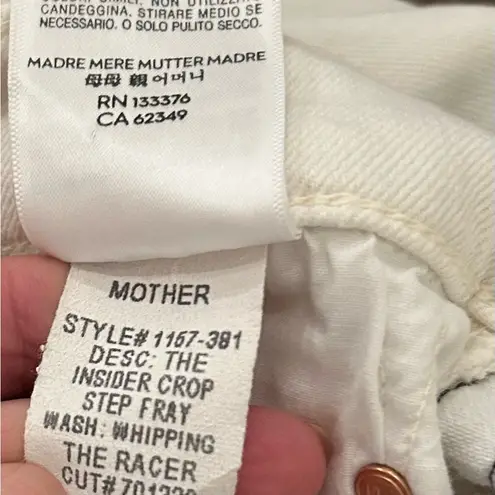 CANDEGGINA. STIRARE MEDIO SE
NECESSARIO. O SOLO PULITO SECCO.
MADRE MERE MUTTER MADRE
母母 親 어머니
RN 133376
CA 62349
MOTHER
STYLE# 1157-381
DESC: THE
INSIDER CROP
STEP FRAY
WASH: WHIPPING
THE RACER